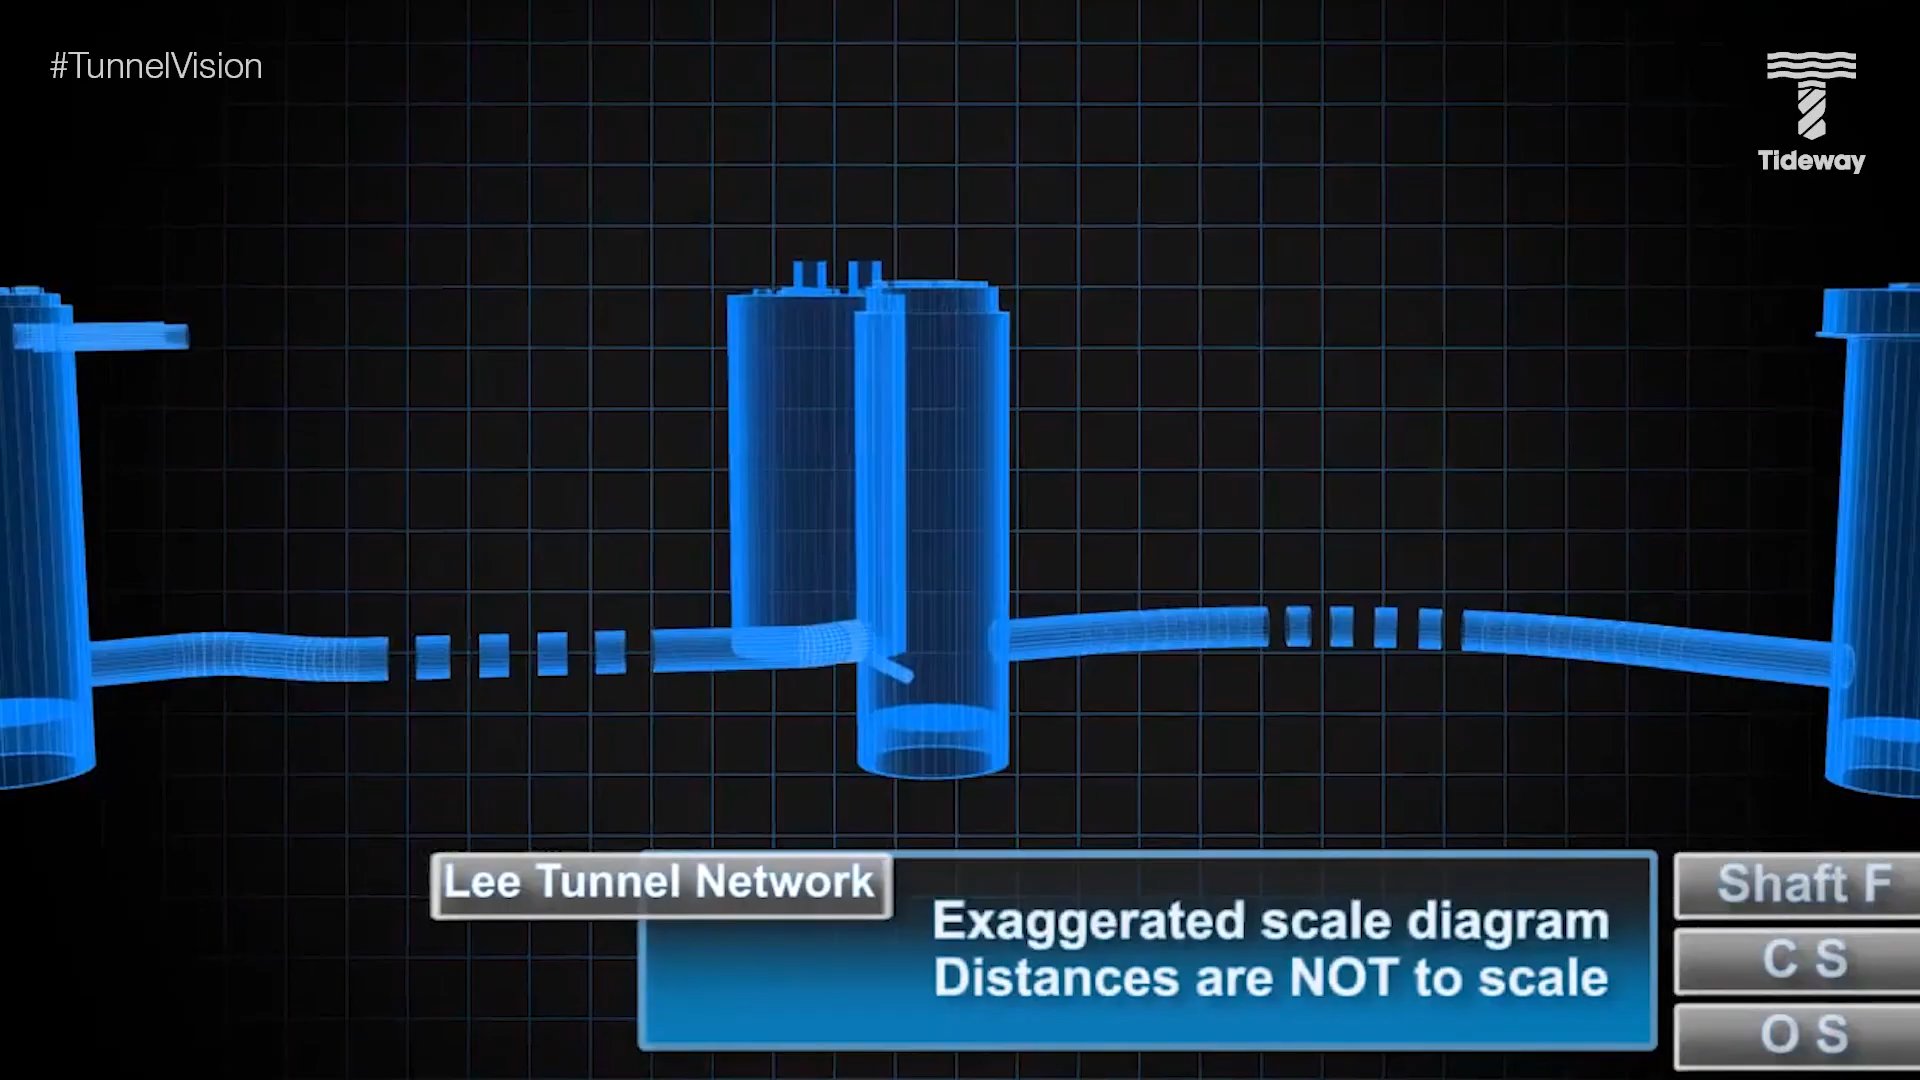 #TunnelVision
Tideway
Lee Tunnel Network
Exaggerated scale diagram
Distances are NOT to scale
Shaft F
C S
O S